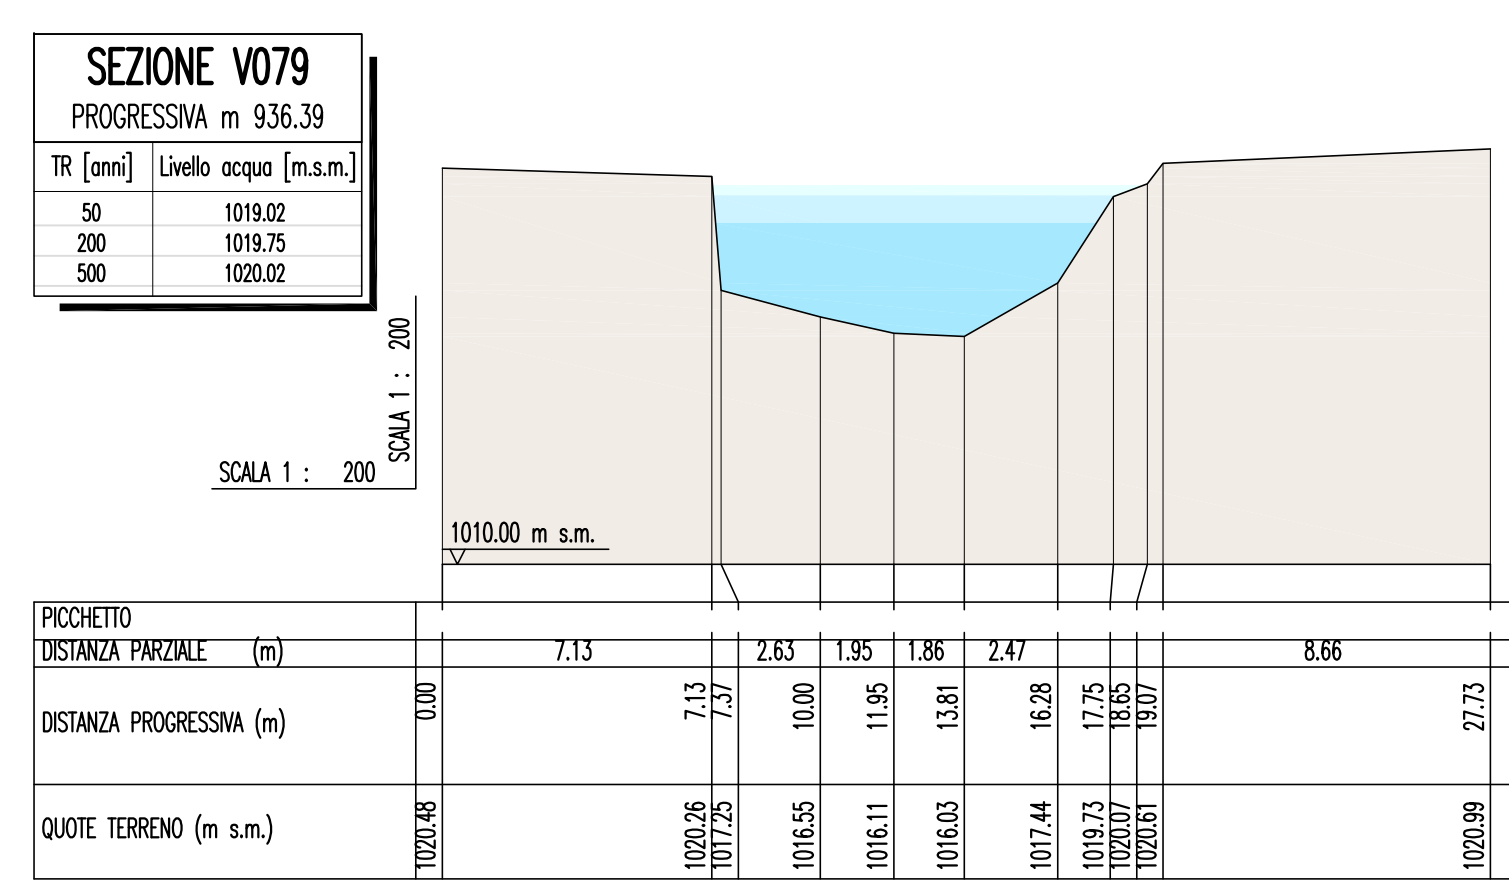 SEZIONE V079
PROGRESSIVA m 936.39
TR [anni] Livello acqua [m.s.m.]
50 1019.02
200 1019.75
500 1020.02
SCALA 1 : 200
SCALA 1 : 200
1010.00 m s.m.
PICCHETTO
DISTANZA PARZIALE (m) 7.13 2.63 1.95 1.86 2.47 8.66
DISTANZA PROGRESSIVA (m) 0.00 7.13 7.37 10.00 11.95 13.81 16.28 17.75 18.65 19.07 27.73
QUOTE TERRENO (m s.m.) 1020.48 1020.26 1017.25 1016.55 1016.11 1016.03 1017.44 1019.73 1020.07 1020.61 1020.99